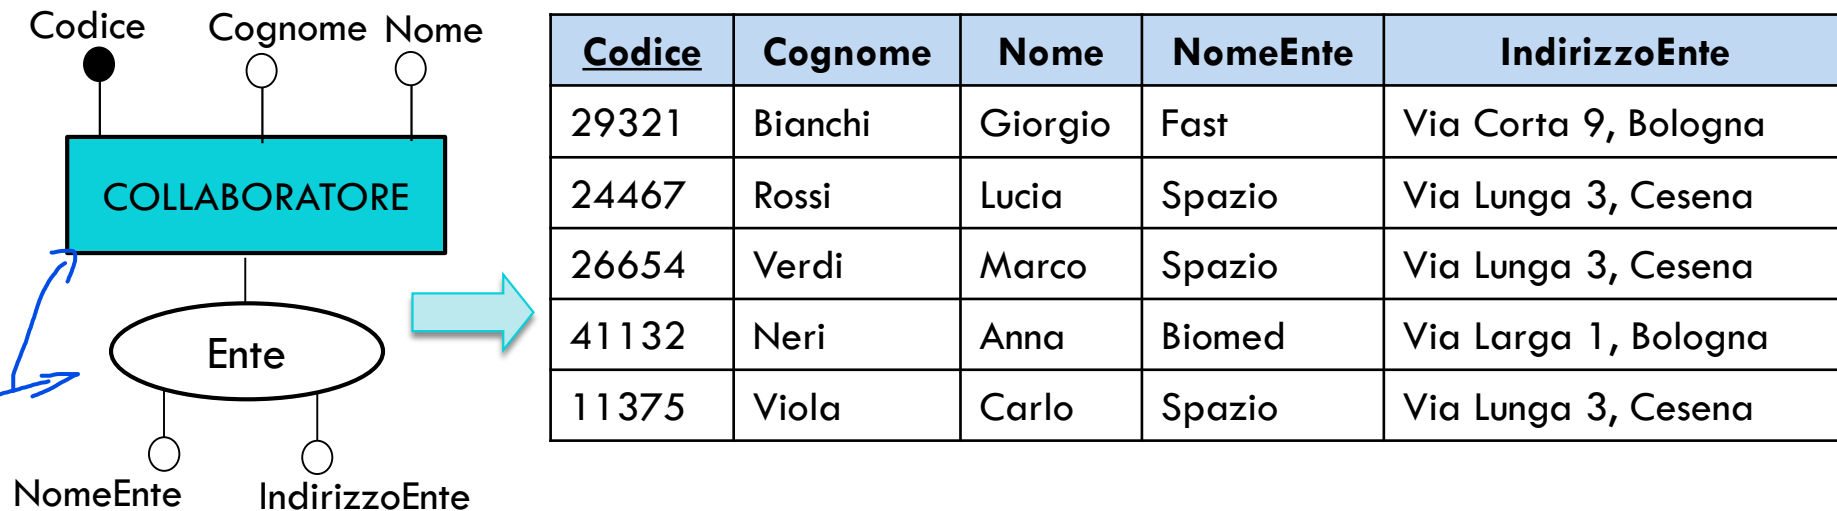 Codice Cognome Nome
COLLABORATORE
Ente
NomeEnte IndirizzoEnte
Codice Cognome Nome NomeEnte IndirizzoEnte
29321 Bianchi Giorgio Fast Via Corta 9, Bologna
24467 Rossi Lucia Spazio Via Lunga 3, Cesena
26654 Verdi Marco Spazio Via Lunga 3, Cesena
41132 Neri Anna Biomed Via Larga 1, Bologna
11375 Viola Carlo Spazio Via Lunga 3, Cesena